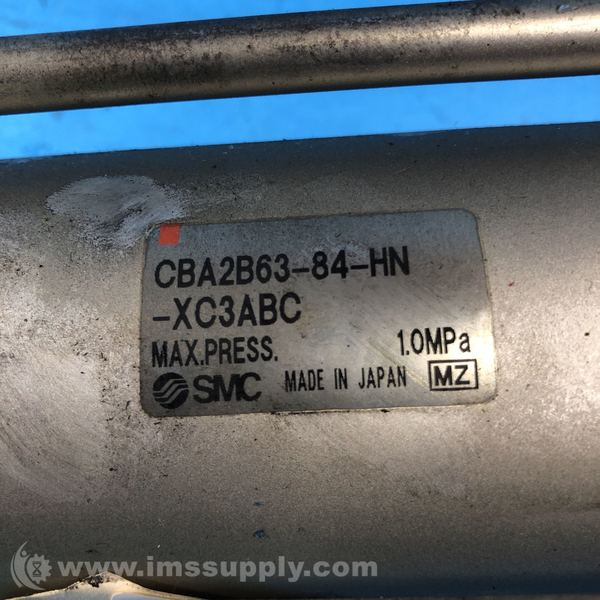 CBA2B63-84-HN
-XC3ABC
MAX.PRESS. 1.0MPa
SMC MADE IN JAPAN MZ
www.imssupply.com